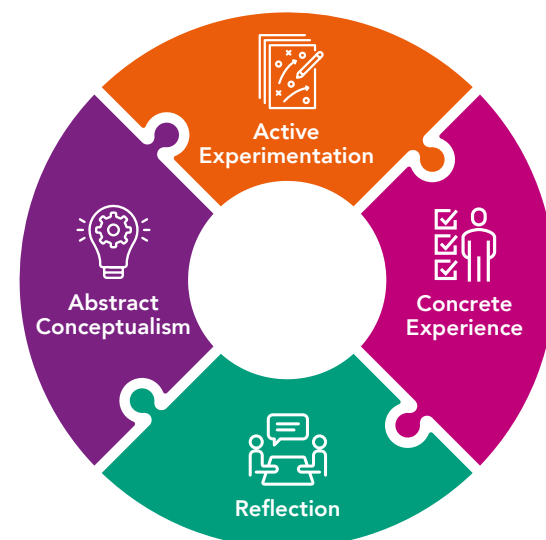 Active
Experimentation
Concrete
Experience
Reflection
Abstract
Conceptualism